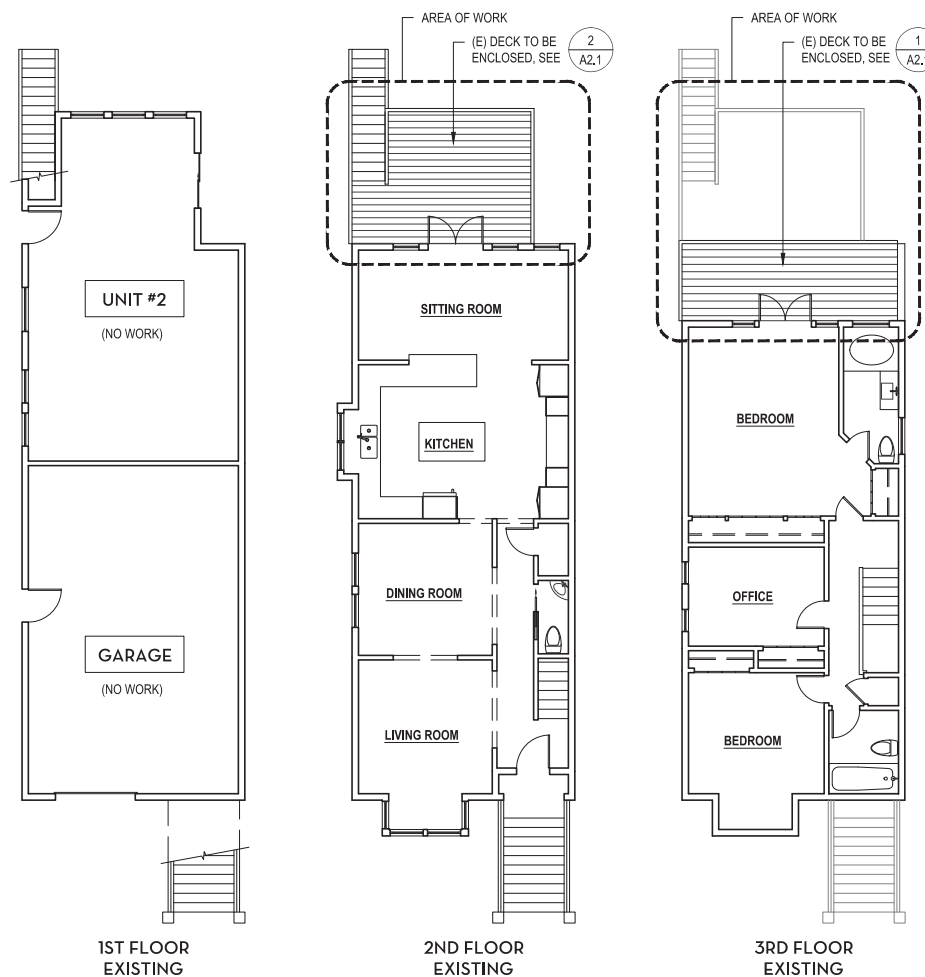 AREA OF WORK
(E) DECK TO BE
ENCLOSED, SEE
2
A2.1
AREA OF WORK
(E) DECK TO BE
ENCLOSED, SEE
1
A2.1
UNIT #2
(NO WORK)
GARAGE
(NO WORK)
1ST FLOOR
EXISTING
SITTING ROOM
KITCHEN
DINING ROOM
LIVING ROOM
2ND FLOOR
EXISTING
BEDROOM
OFFICE
BEDROOM
3RD FLOOR
EXISTING